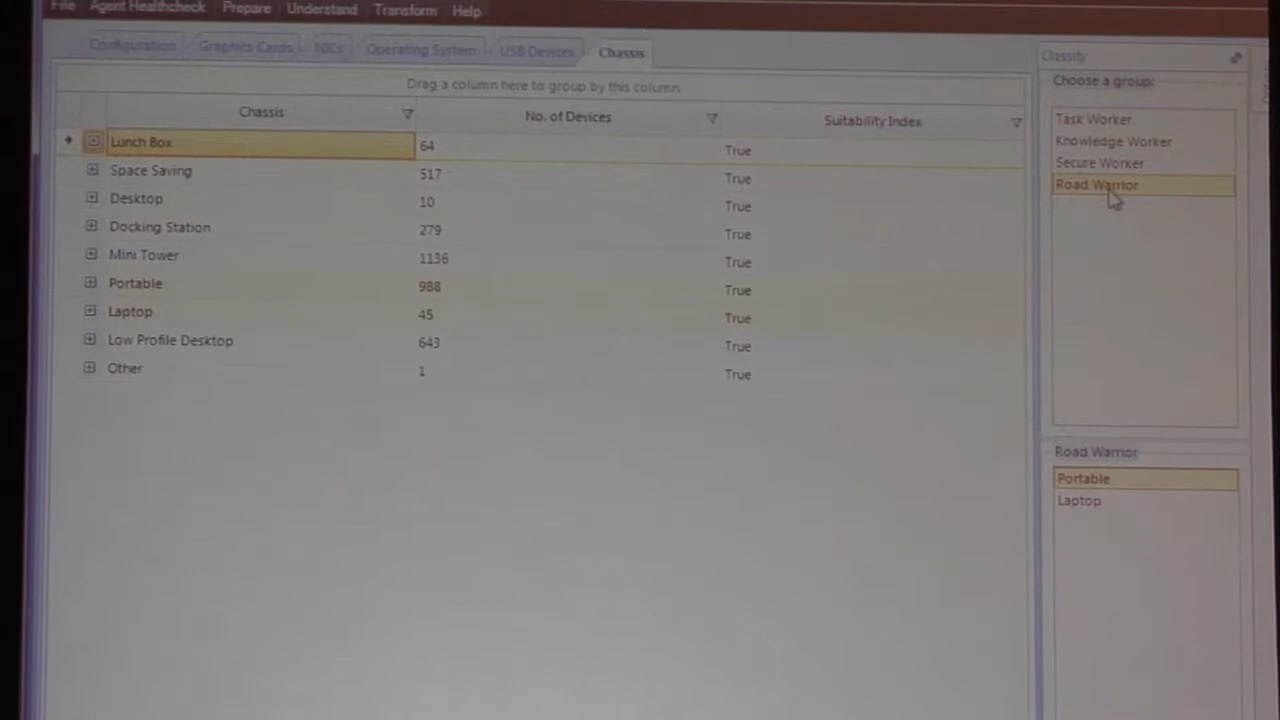 File Agent Healthcheck Prepare Understand Transform Help
Configuration Graphics Cards NICs Operating System USB Devices Chassis
Drag a column here to group by this column.
Chassis No. of Devices Suitability Index
Lunch Box 64 True
Space Saving 517 True
Desktop 10 True
Docking Station 279 True
Mini Tower 1136 True
Portable 988 True
Laptop 45 True
Low Profile Desktop 643 True
Other 1 True
Classify
Choose a group:
Task Worker
Knowledge Worker
Secure Worker
Road Warrior
Road Warrior
Portable
Laptop